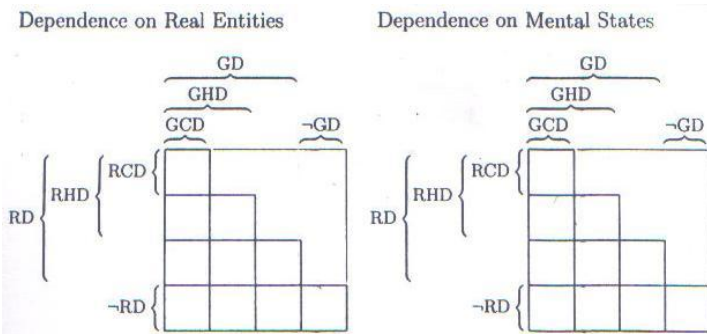 Dependence on Real Entities
GD
GHD
GCD ¬GD
RCD
RHD
RD
¬RD
Dependence on Mental States
GD
GHD
GCD ¬GD
RCD
RHD
RD
¬RD